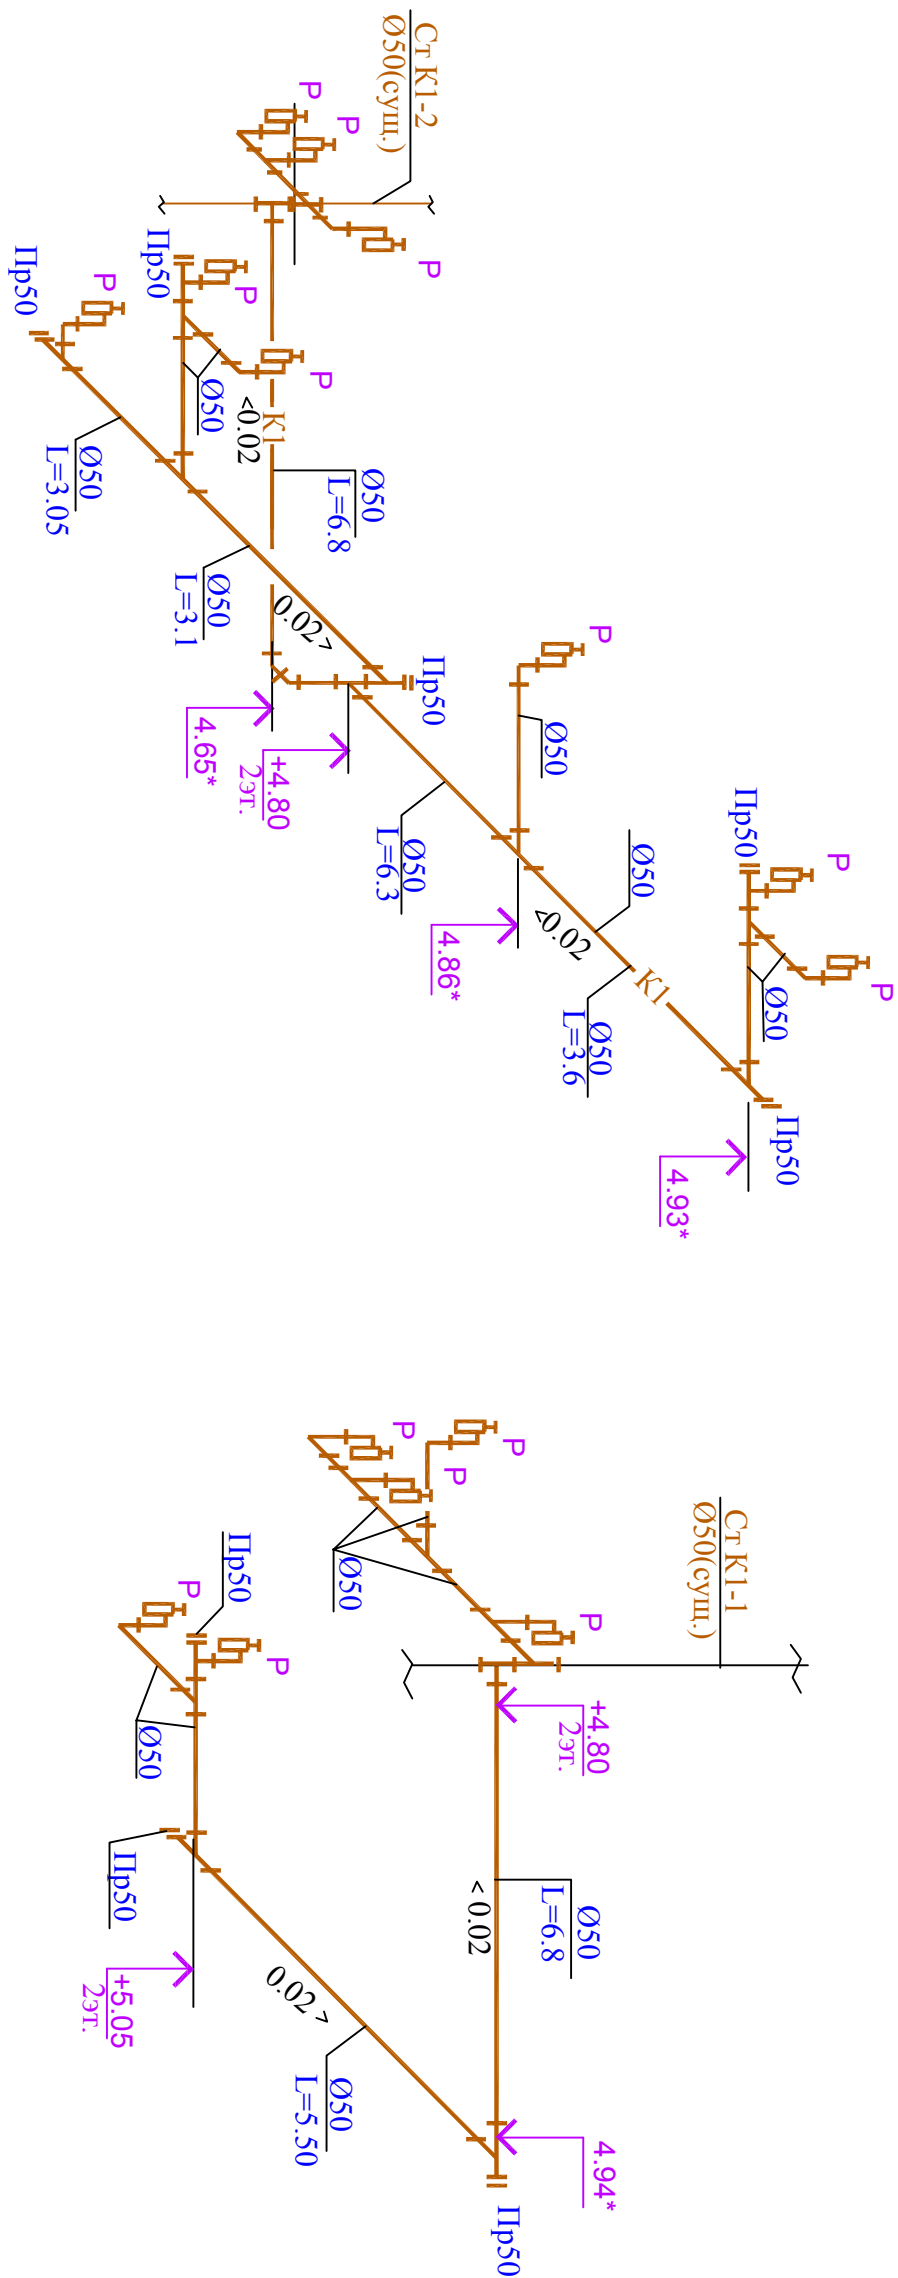 Ст К1-2
Ø50(сущ.)
Р
Р
Р
Пр50
Р
Пр50
Р
Р
Ø50
К1
<0.02
Ø50
L=6.8
Ø50
L=3.05
Ø50
L=3.1
0.02>
Пр50
4.65*
+4.80
2эт.
Р
Ø50
Ø50
L=6.3
4.86*
Ø50
<0.02
К1
Ø50
L=3.6
Пр50
Р
Р
Ø50
Пр50
4.93*
Ст К1-1
Ø50(сущ.)
Р
Р
Р
Р
Ø50
Пр50
Р
Р
Ø50
Пр50
+4.80
2эт.
Ø50
L=6.8
<0.02
+5.05
2эт.
0.02>
Ø50
L=5.50
4.94*
Пр50